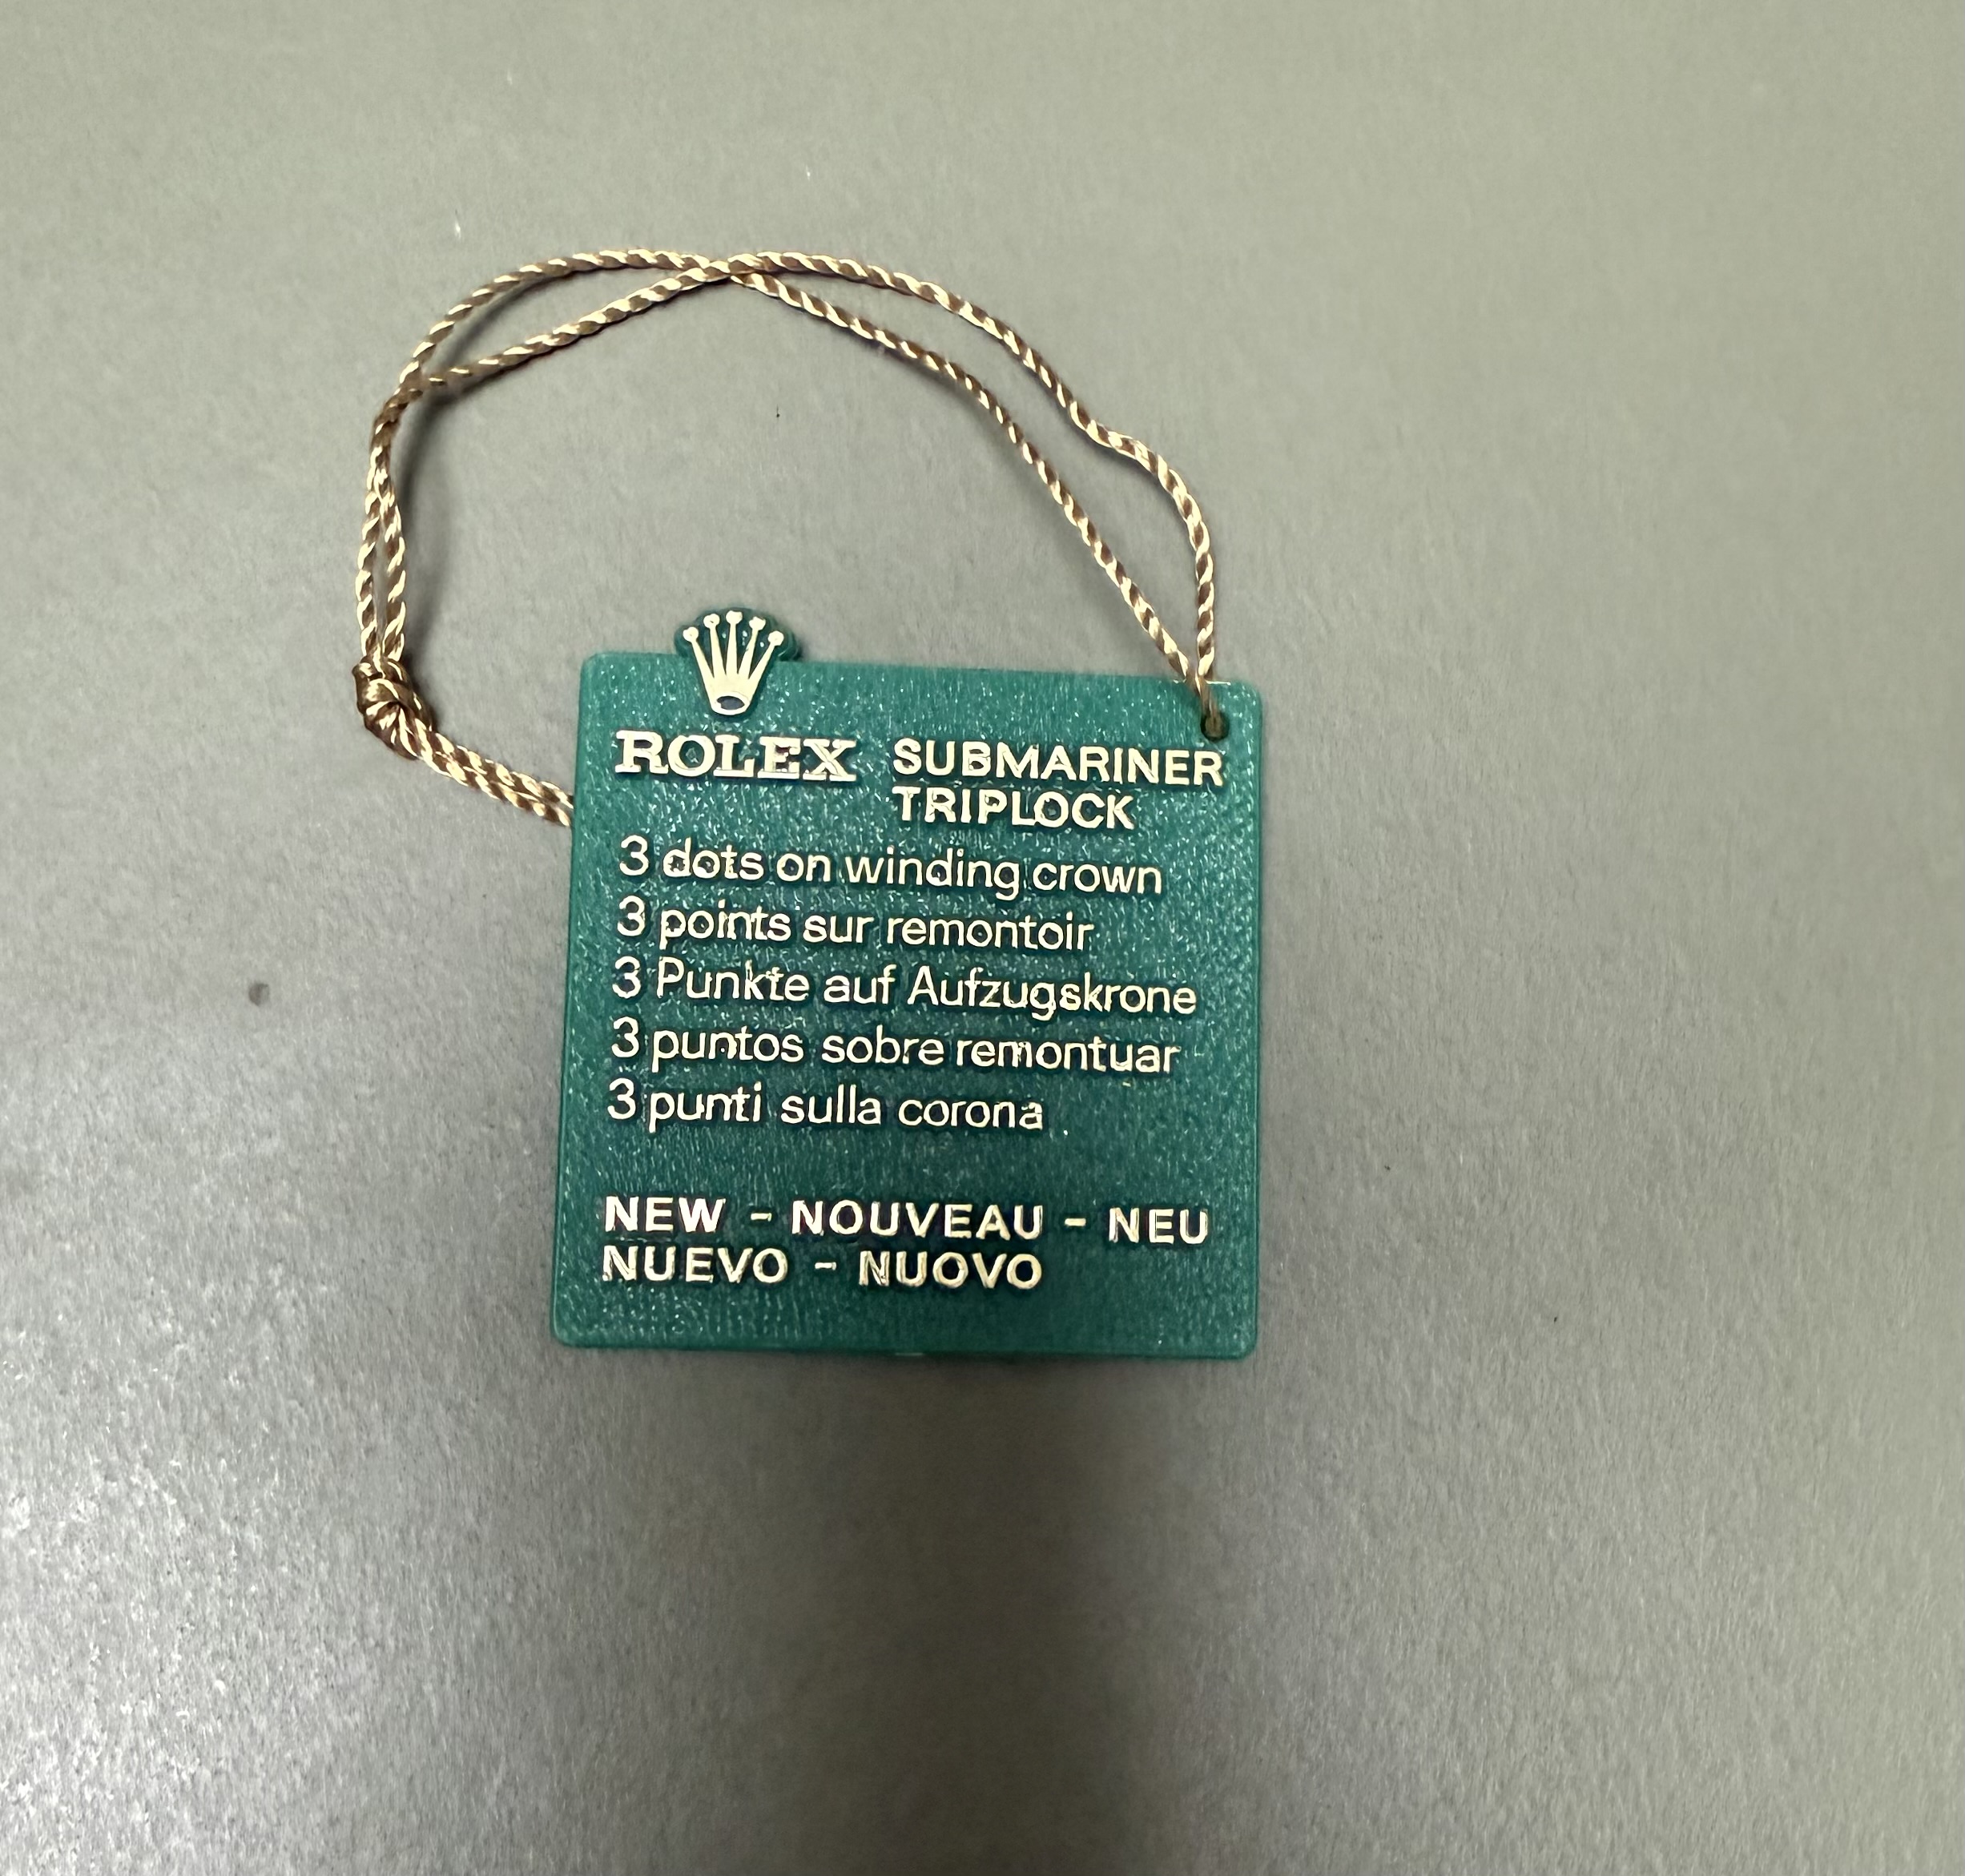 ROLEX SUBMARINER
TRIPLOCK
3 dots on winding crown
3 points sur remontoir
3 Punkte auf Aufzugskrone
3 puntos sobre remontuar
3 punti sulla corona
NEW - NOUVEAU - NEU
NUEVO - NUOVO